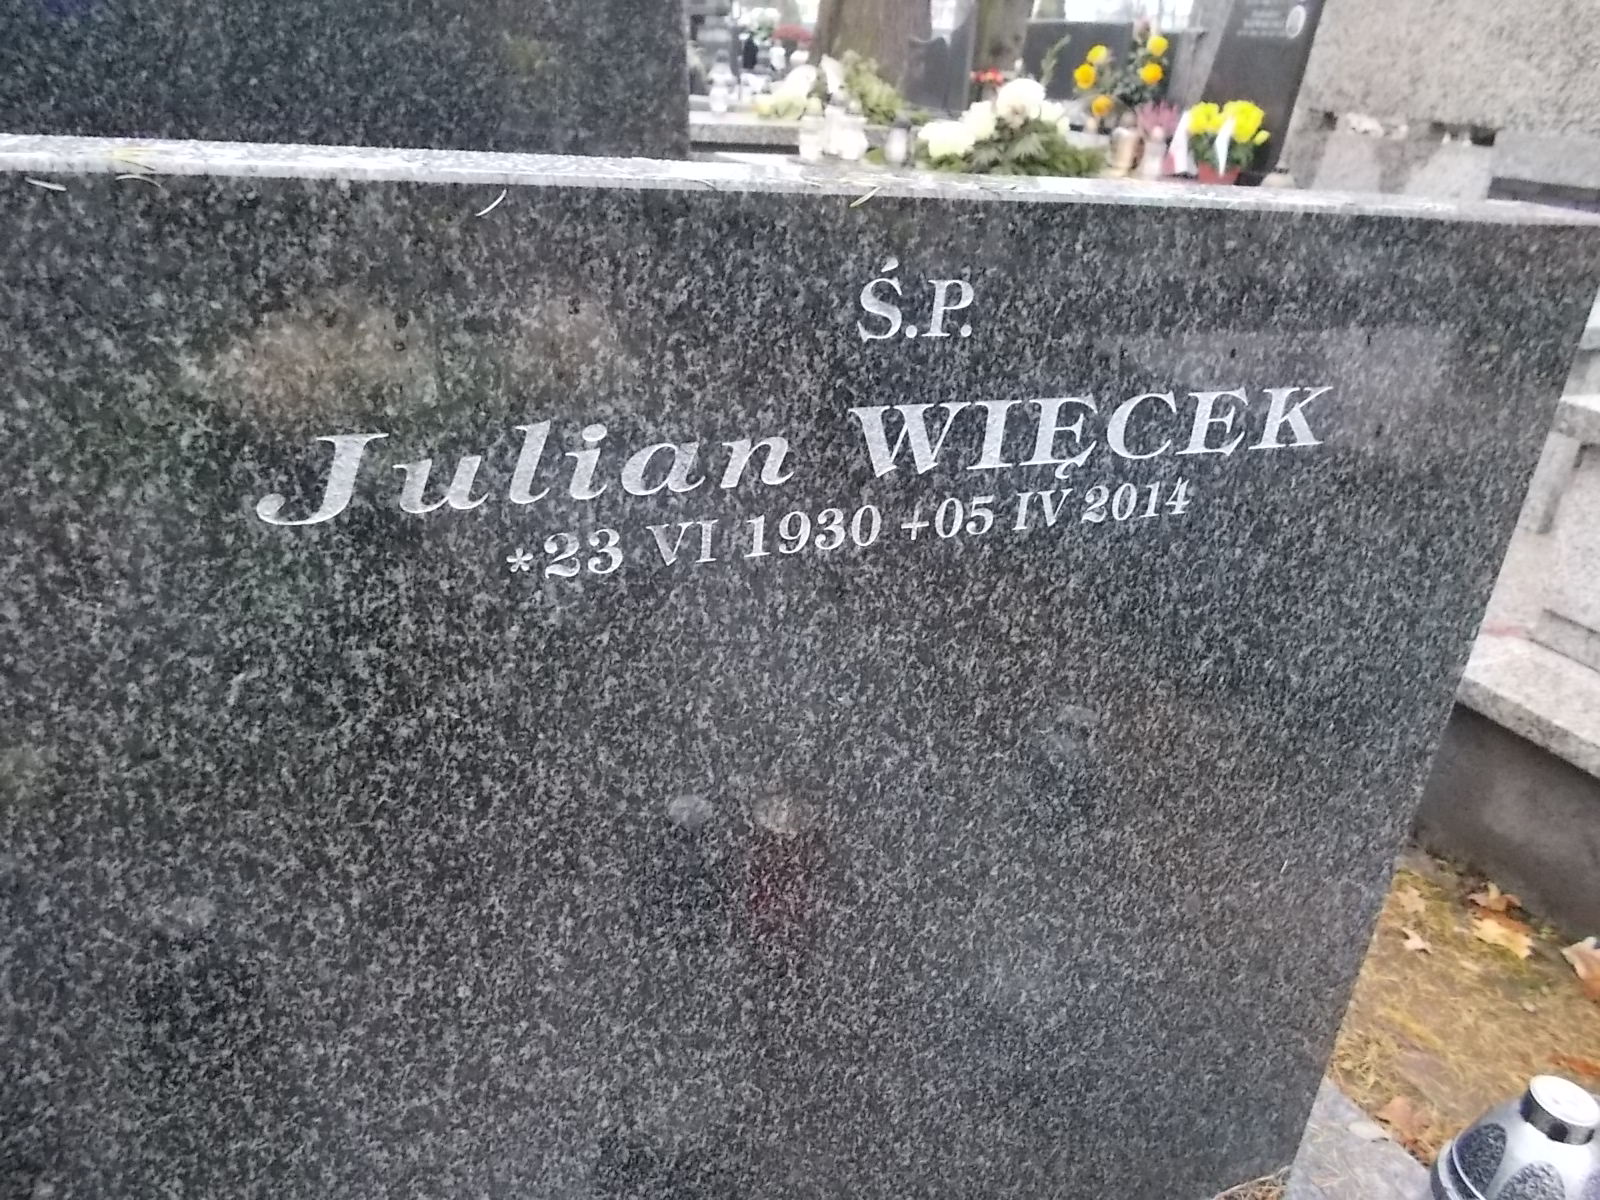 Ś.P.
Julian WIĘCEK
*23 VI 1930 +05 IV 2014